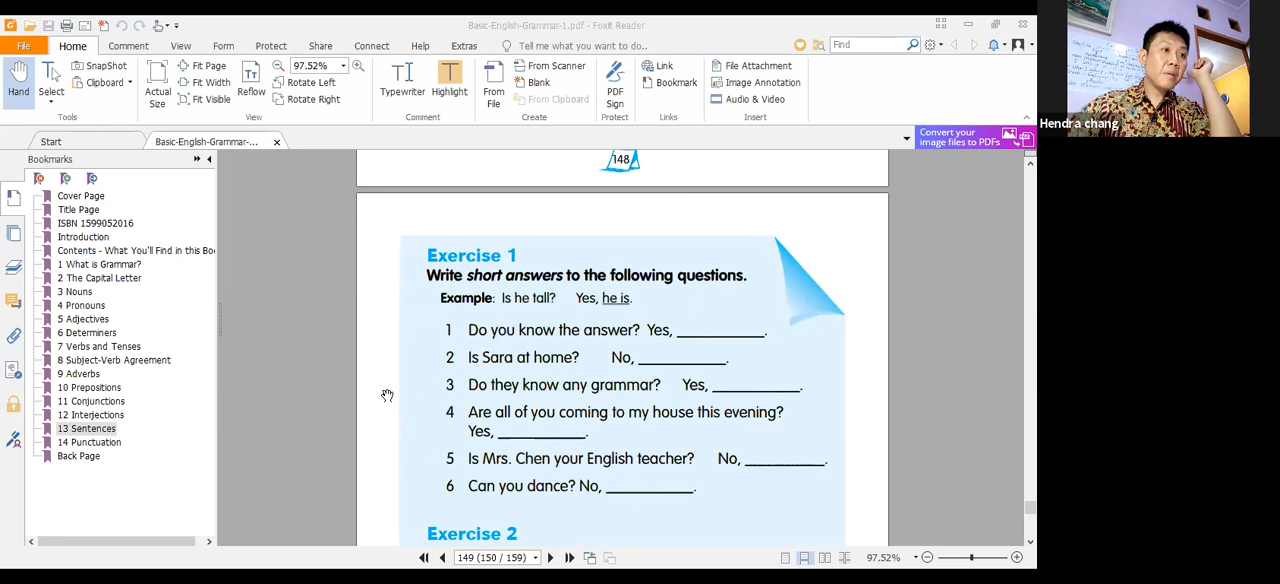 Basic-English-Grammar-1.pdf - Foxit Reader
File Home Comment View Form Protect Share Connect Help Extras Tell me what you want to do.. Find
Hand
Select
SnapShot
Clipboard
Tools
Actual Size
Fit Page
Fit Width
Fit Visible
Reflow
97.52%
Rotate Left
Rotate Right
View
Typewriter
Highlight
Comment
From File
From Scanner
Blank
From Clipboard
Create
PDF Sign
Protect
Link
Bookmark
Links
File Attachment
Image Annotation
Audio & Video
Insert
Hendra chang
Start
Basic-English-Grammar-...
Convert your
image files to PDFs
Bookmarks
Cover Page
Title Page
ISBN 1599052016
Introduction
Contents - What You'll Find in this Boo
1 What is Grammar?
2 The Capital Letter
3 Nouns
4 Pronouns
5 Adjectives
6 Determiners
7 Verbs and Tenses
8 Subject-Verb Agreement
9 Adverbs
10 Prepositions
11 Conjunctions
12 Interjections
13 Sentences
14 Punctuation
Back Page
148
Exercise 1
Write short answers to the following questions.
Example: Is he tall? Yes, he is.
1 Do you know the answer? Yes, __________.
2 Is Sara at home? No, __________.
3 Do they know any grammar? Yes, __________.
4 Are all of you coming to my house this evening?
Yes, __________.
5 Is Mrs. Chen your English teacher? No, __________.
6 Can you dance? No, __________.
Exercise 2
149 (150 / 159)
97.52%